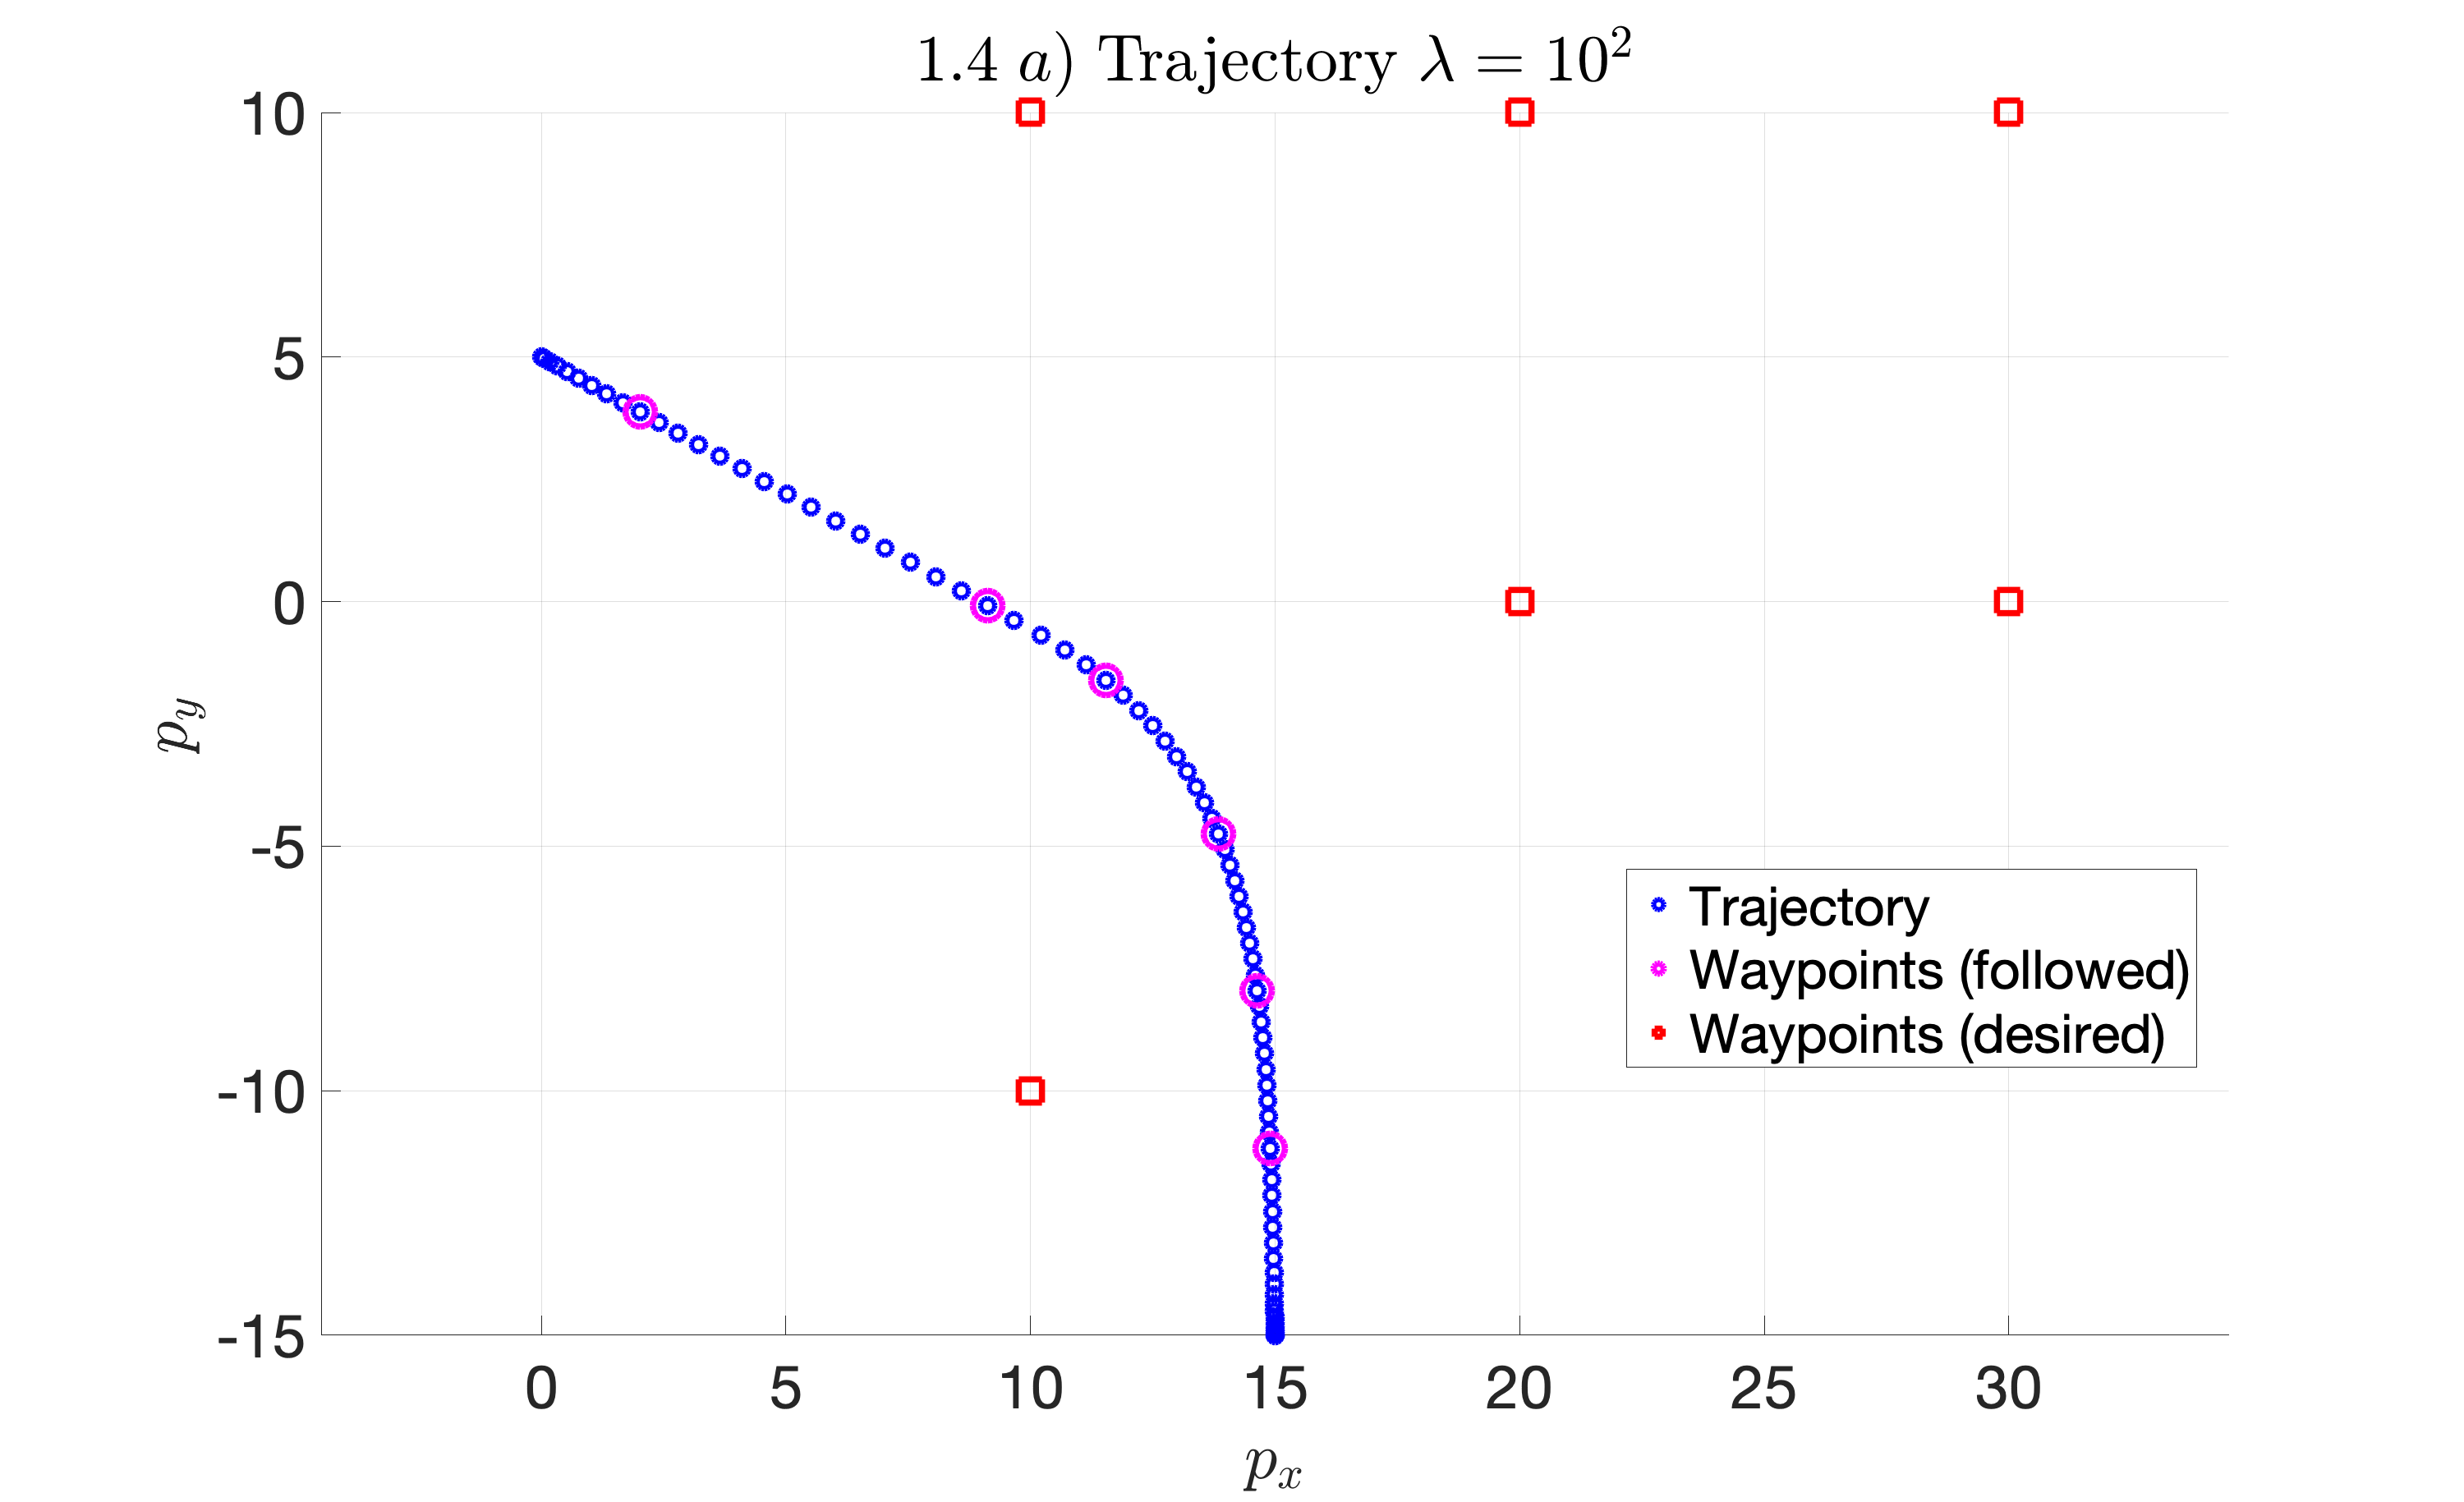 1.4 a) Trajectory λ = 10²
10
5
0
-5
-10
-15
p_y
Trajectory
Waypoints (followed)
Waypoints (desired)
0 5 10 15 20 25 30
p_x